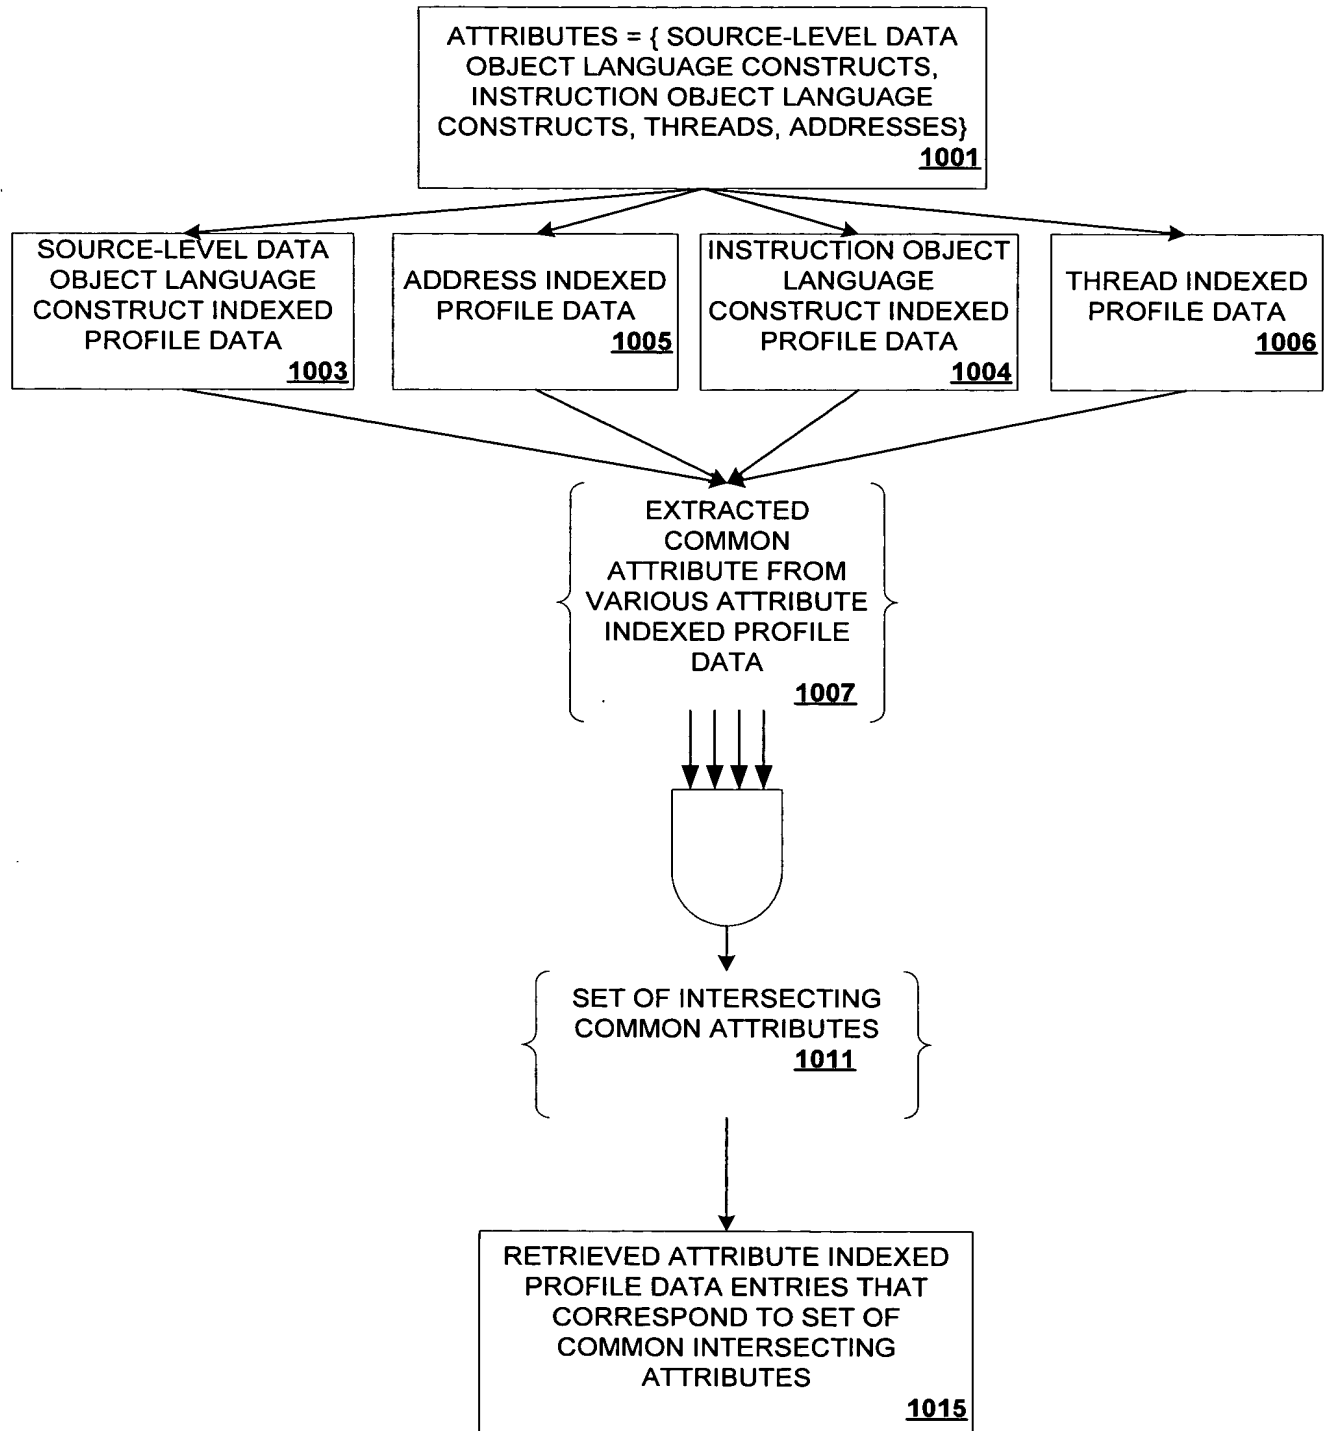 ATTRIBUTES = { SOURCE-LEVEL DATA
OBJECT LANGUAGE CONSTRUCTS,
INSTRUCTION OBJECT LANGUAGE
CONSTRUCTS, THREADS, ADDRESSES}
1001
SOURCE-LEVEL DATA
OBJECT LANGUAGE
CONSTRUCT INDEXED
PROFILE DATA
1003
ADDRESS INDEXED
PROFILE DATA
1005
INSTRUCTION OBJECT
LANGUAGE
CONSTRUCT INDEXED
PROFILE DATA
1004
THREAD INDEXED
PROFILE DATA
1006
EXTRACTED
COMMON
ATTRIBUTE FROM
VARIOUS ATTRIBUTE
INDEXED PROFILE
DATA
1007
SET OF INTERSECTING
COMMON ATTRIBUTES
1011
RETRIEVED ATTRIBUTE INDEXED
PROFILE DATA ENTRIES THAT
CORRESPOND TO SET OF
COMMON INTERSECTING
ATTRIBUTES
1015